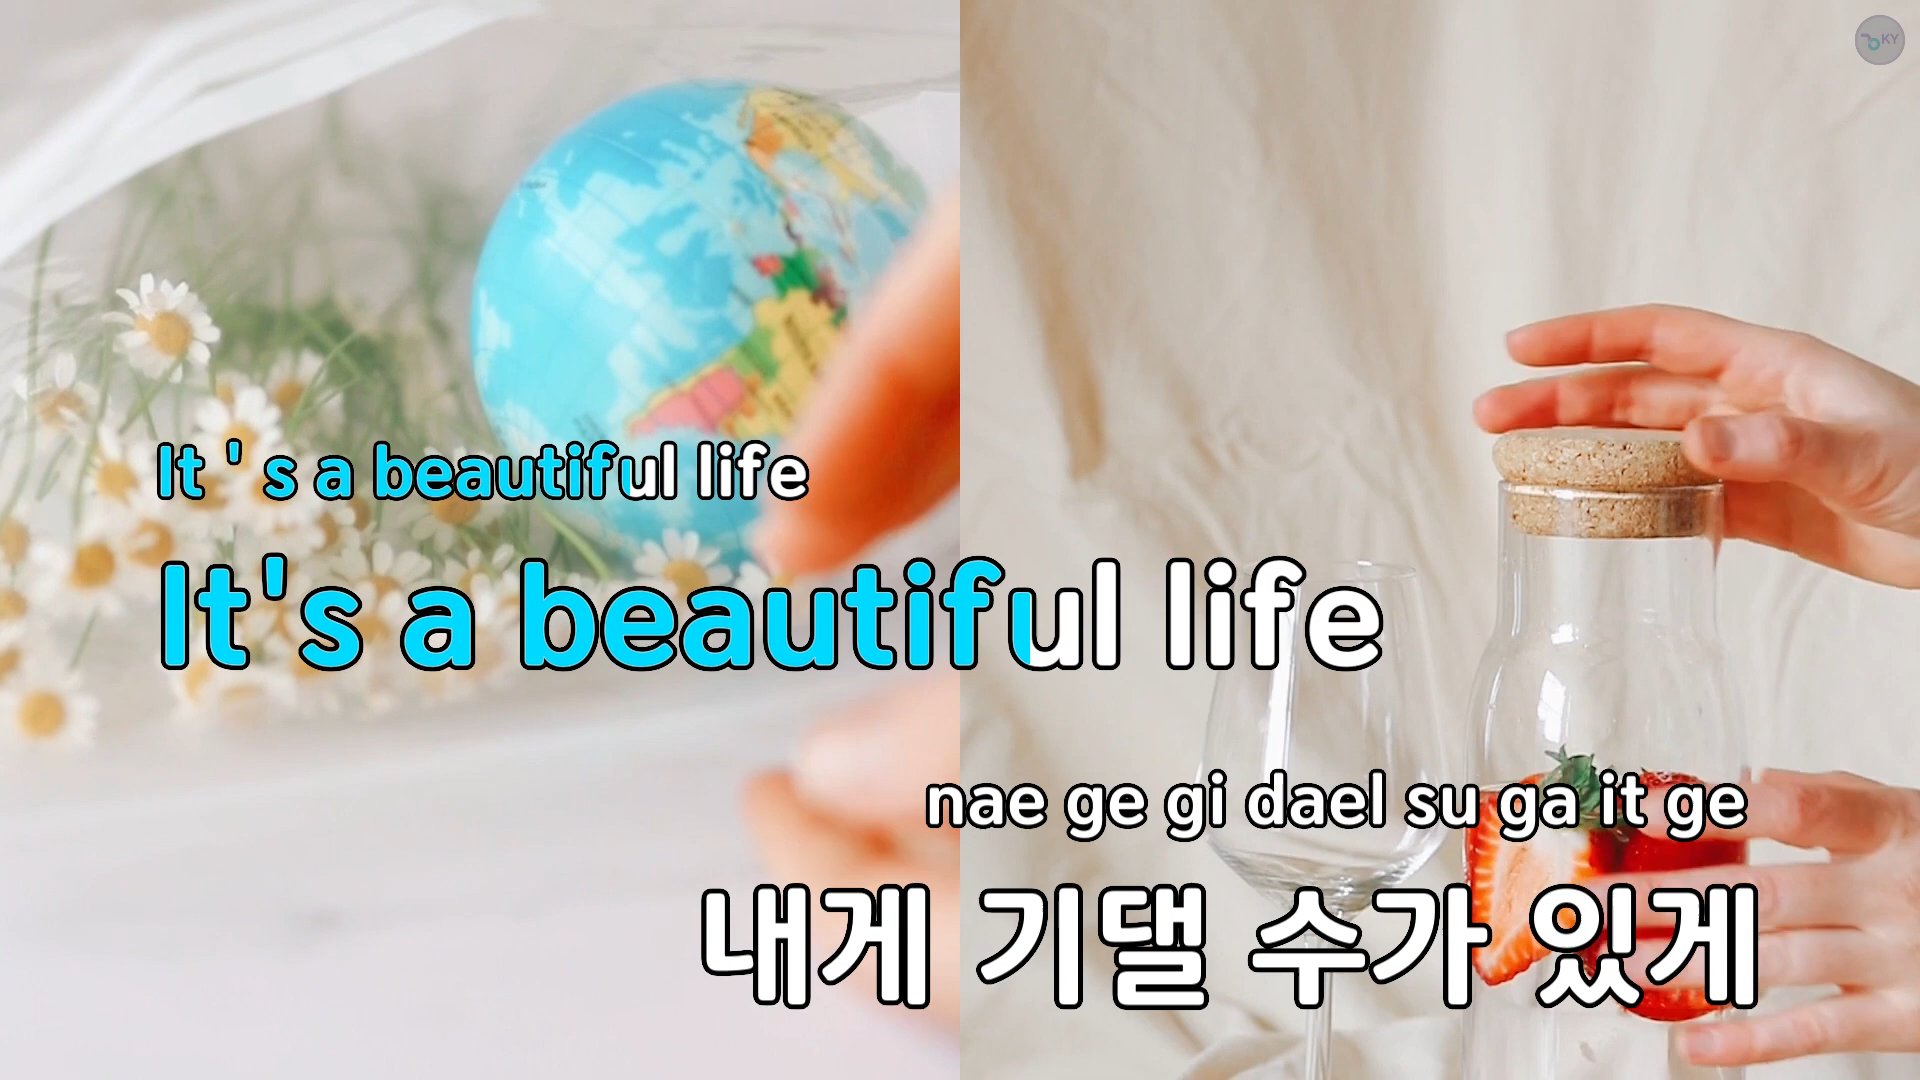 KY
It ' s a beautiful life
It's a beautiful life
nae ge gi dael su ga it ge
내게 기댈 수가 있게